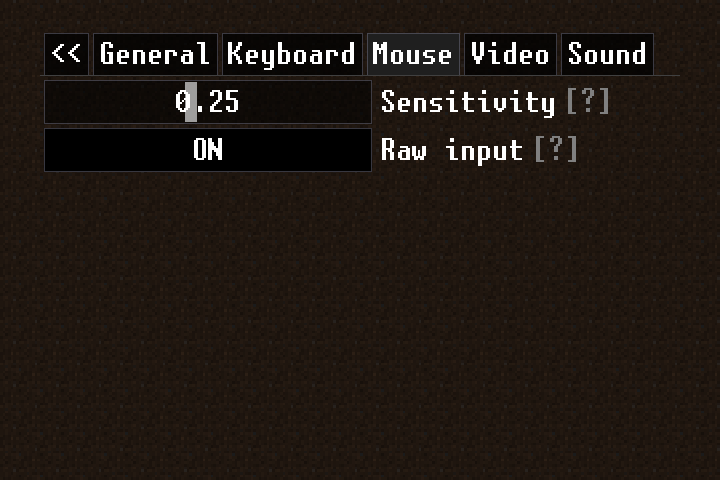 << General Keyboard Mouse Video Sound
0.25 Sensitivity [?]
ON Raw input [?]